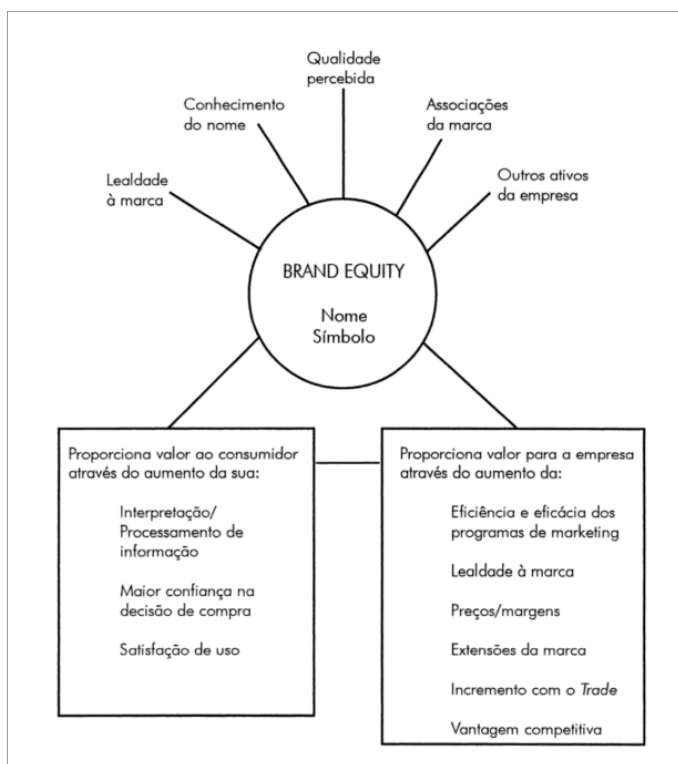 Qualidade
percebida
Conhecimento
do nome
Associações
da marca
Lealdade
à marca
Outros ativos
da empresa
BRAND EQUITY
Nome
Símbolo
Proporciona valor ao consumidor
através do aumento da sua:
Interpretação/
Processamento de
informação
Maior confiança na
decisão de compra
Satisfação de uso
Proporciona valor para a empresa
através do aumento da:
Eficiência e eficácia dos
programas de marketing
Lealdade à marca
Preços/margens
Extensões da marca
Incremento com o Trade
Vantagem competitiva